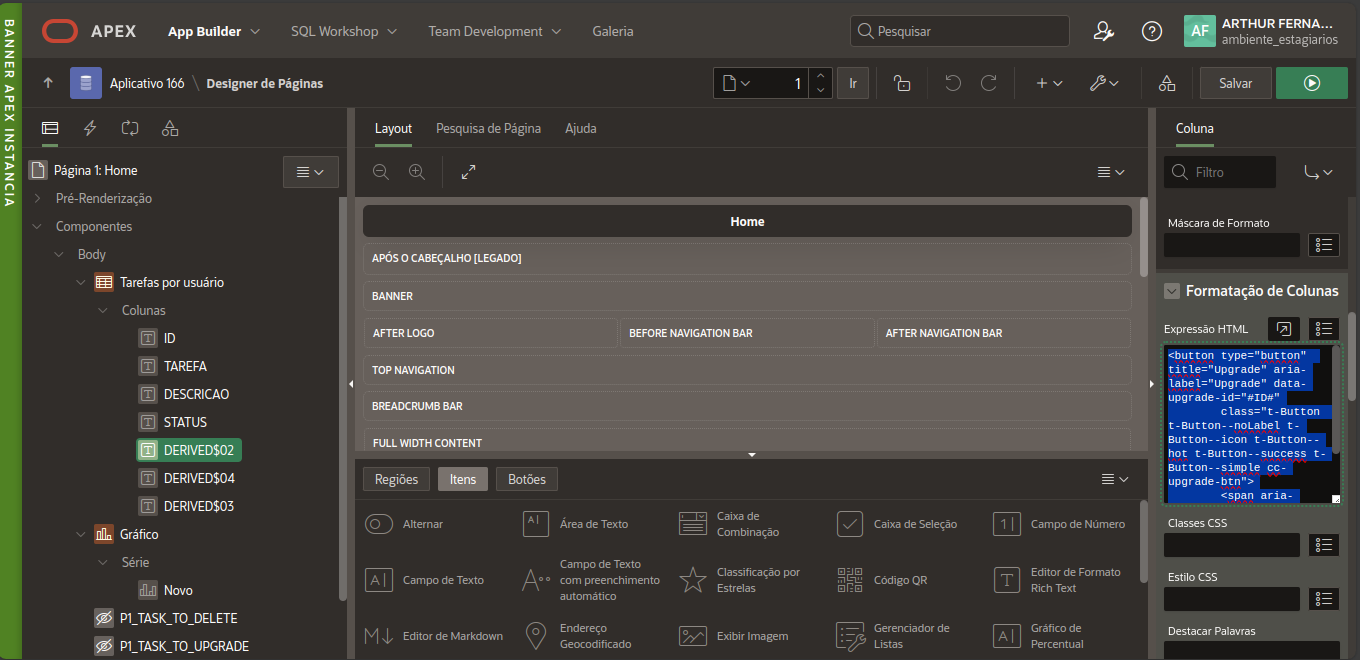 BANNER APEX INSTANCIA
APEX
App Builder
SQL Workshop
Team Development
Galeria
Pesquisar
AF
ARTHUR FERNA...
ambiente_estagiarios
Aplicativo 166 \ Designer de Páginas
1
Ir
Salvar
Página 1: Home
Pré-Renderização
Componentes
Body
Tarefas por usuário
Colunas
ID
TAREFA
DESCRICAO
STATUS
DERIVED$02
DERIVED$04
DERIVED$03
Gráfico
Série
Novo
P1_TASK_TO_DELETE
P1_TASK_TO_UPGRADE
Layout
Pesquisa de Página
Ajuda
Home
APÓS O CABEÇALHO [LEGADO]
BANNER
AFTER LOGO
BEFORE NAVIGATION BAR
AFTER NAVIGATION BAR
TOP NAVIGATION
BREADCRUMB BAR
FULL WIDTH CONTENT
Regiões
Itens
Botões
Alternar
Área de Texto
Caixa de
Combinação
Caixa de Seleção
Campo de Número
Campo de Texto
Campo de Texto
com preenchimento
automático
Classificação por
Estrelas
Código QR
Editor de Formato
Rich Text
Editor de Markdown
Endereço
Geocodificado
Exibir Imagem
Gerenciador de
Listas
Gráfico de
Percentual
Coluna
Filtro
Máscara de Formato
Formatação de Colunas
Expressão HTML
<button type="button"
title="Upgrade" aria-
label="Upgrade" data-
upgrade-id="#ID#"
class="t-Button
t-Button--noLabel t-
Button--icon t-Button--
hot t-Button--success t-
Button--simple cc-
upgrade-btn">
<span aria-
Classes CSS
Estilo CSS
Destacar Palavras